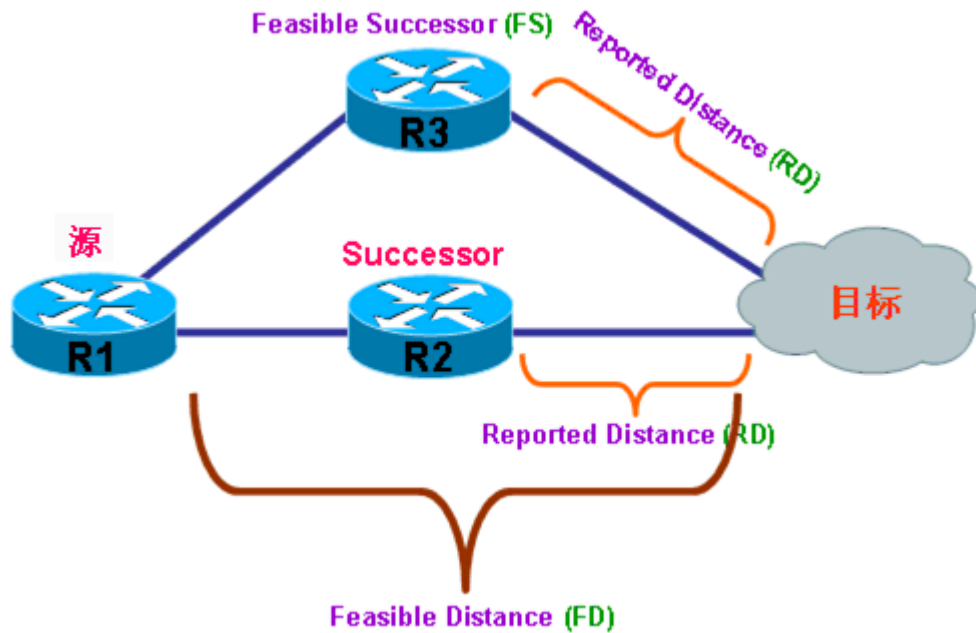 Feasible Successor (FS)
Reported Distance (RD)
R3
源
Successor
R1
R2
目标
Reported Distance (RD)
Feasible Distance (FD)